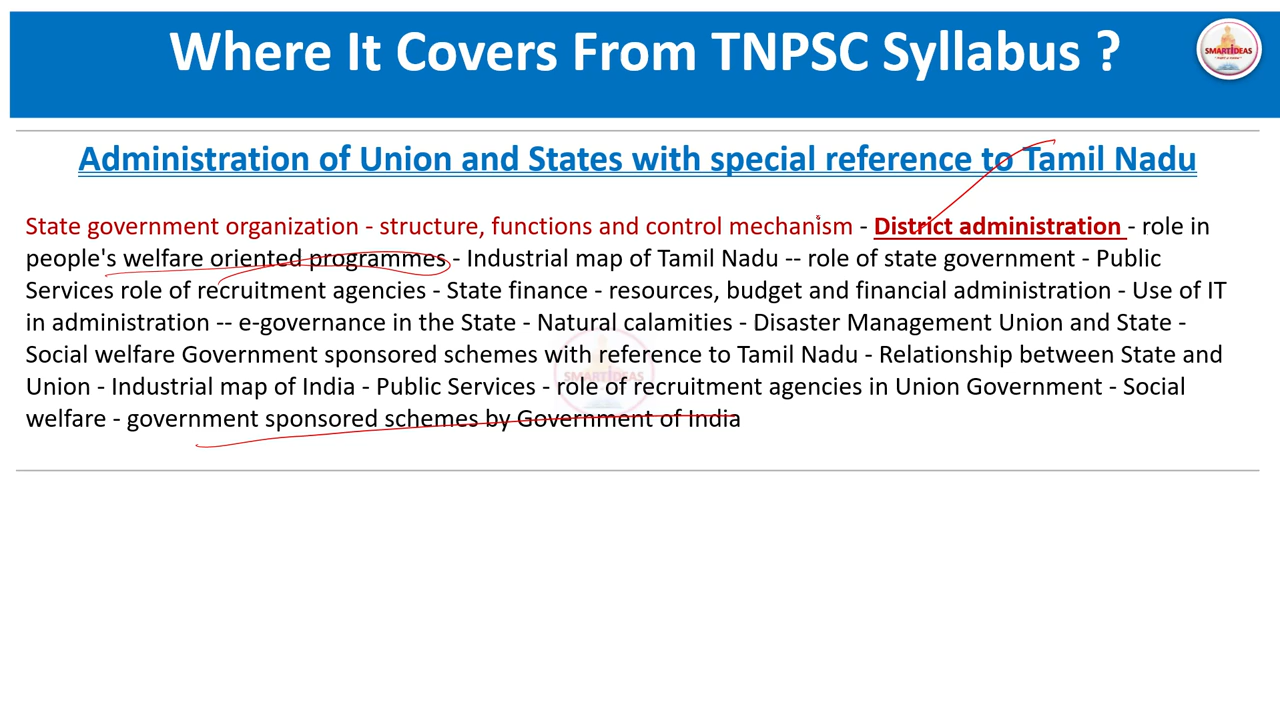 Where It Covers From TNPSC Syllabus ?
SMARTIDEAS
Administration of Union and States with special reference to Tamil Nadu
State government organization - structure, functions and control mechanism - District administration - role in
people's welfare oriented programmes - Industrial map of Tamil Nadu -- role of state government - Public
Services role of recruitment agencies - State finance - resources, budget and financial administration - Use of IT
in administration -- e-governance in the State - Natural calamities - Disaster Management Union and State -
Social welfare Government sponsored schemes with reference to Tamil Nadu - Relationship between State and
Union - Industrial map of India - Public Services - role of recruitment agencies in Union Government - Social
welfare - government sponsored schemes by Government of India
SMARTIDEAS